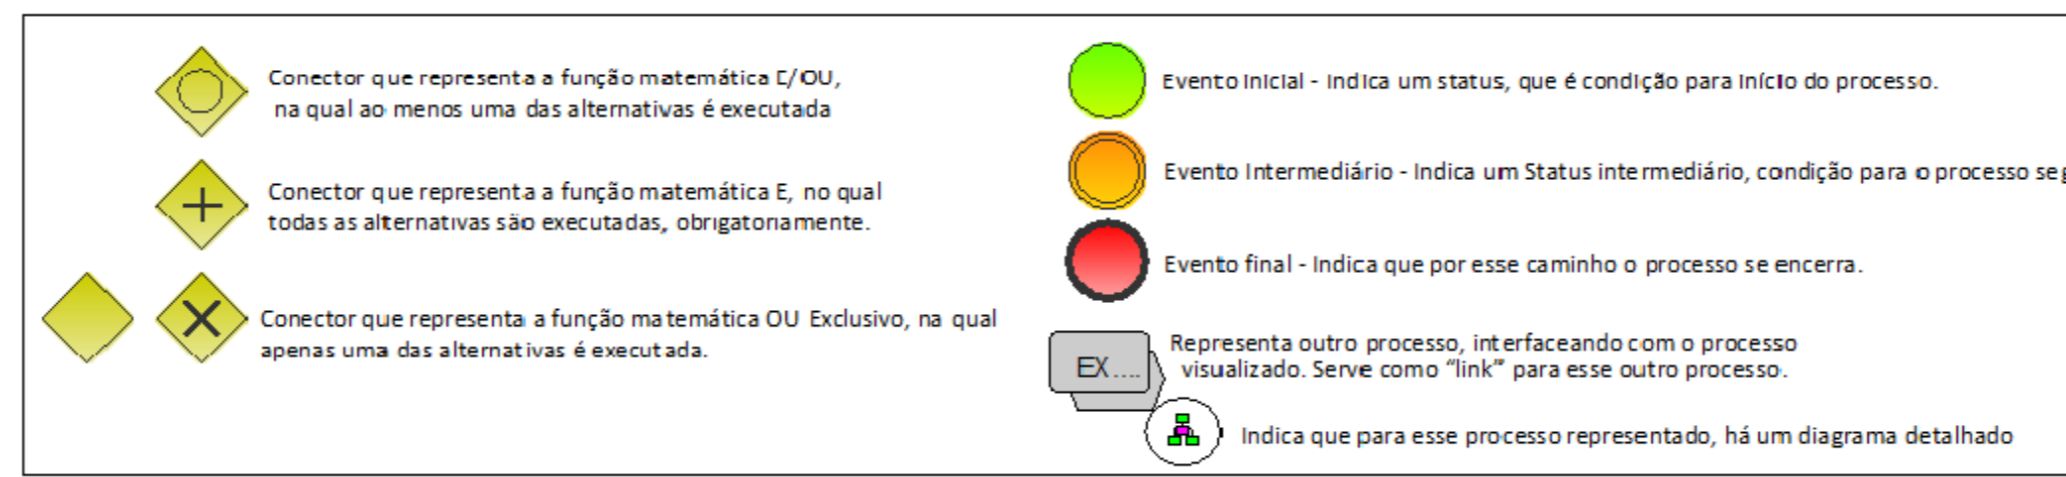 Conector que representa a função matemática E/OU,
na qual ao menos uma das alternativas é executada
Conector que representa a função matemática E, no qual
todas as alternativas são executadas, obrigatoriamente.
Conector que representa a função matemática OU Exclusivo, na qual
apenas uma das alternativas é executada.
Evento Inicial - Indica um status, que é condição para Início do processo.
Evento Intermediário - Indica um Status intermediário, condição para o processo
Evento final - Indica que por esse caminho o processo se encerra.
EX....
Representa outro processo, interfaceando com o processo
visualizado. Serve como “link” para esse outro processo.
Indica que para esse processo representado, há um diagrama detalhado